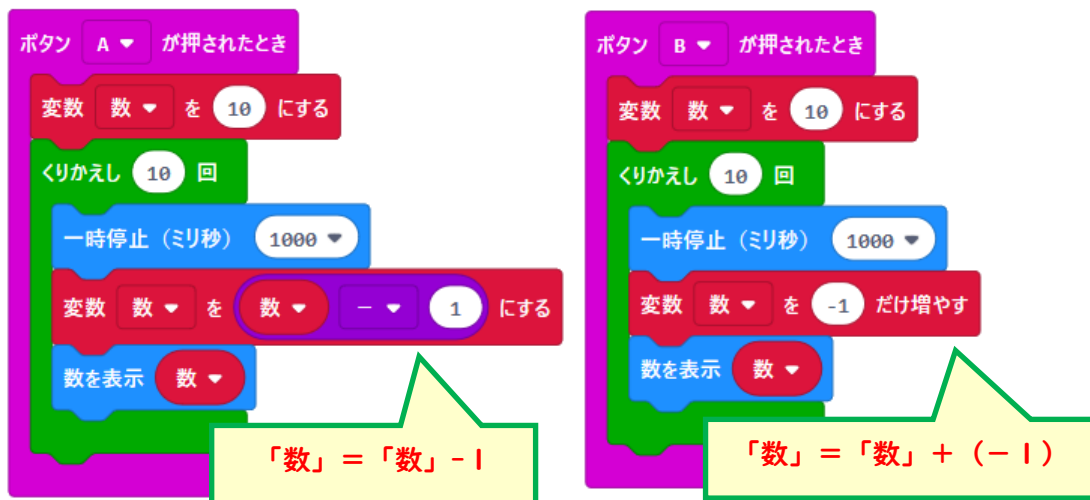 ボタン A が押されたとき
変数 数 を 10 にする
くりかえし 10 回
一時停止（ミリ秒） 1000
変数 数 を 数 － 1 にする
数を表示 数
「数」＝「数」-1
ボタン B が押されたとき
変数 数 を 10 にする
くりかえし 10 回
一時停止（ミリ秒） 1000
変数 数 を -1 だけ増やす
数を表示 数
「数」＝「数」＋（－1）